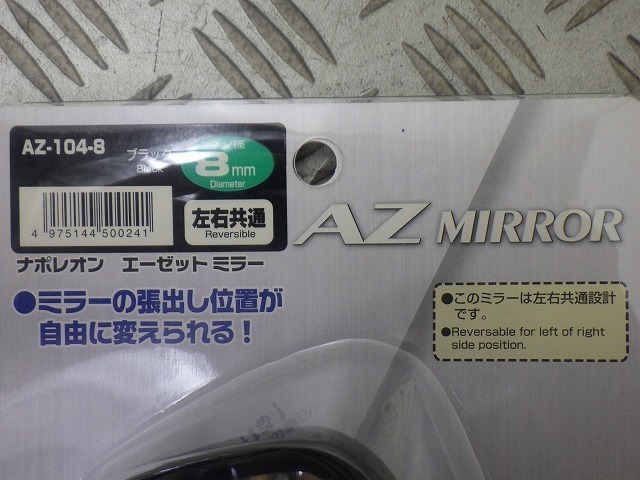 AZ-104-8
ブラック
Black
径
8mm
Diameter
4 975144 500241
左右共通
Reversible
AZ MIRROR
ナポレオン エーゼット ミラー
●ミラーの張出し位置が
自由に変えられる!
●このミラーは左右共通設計
です。
●Reversable for left of right
side position.